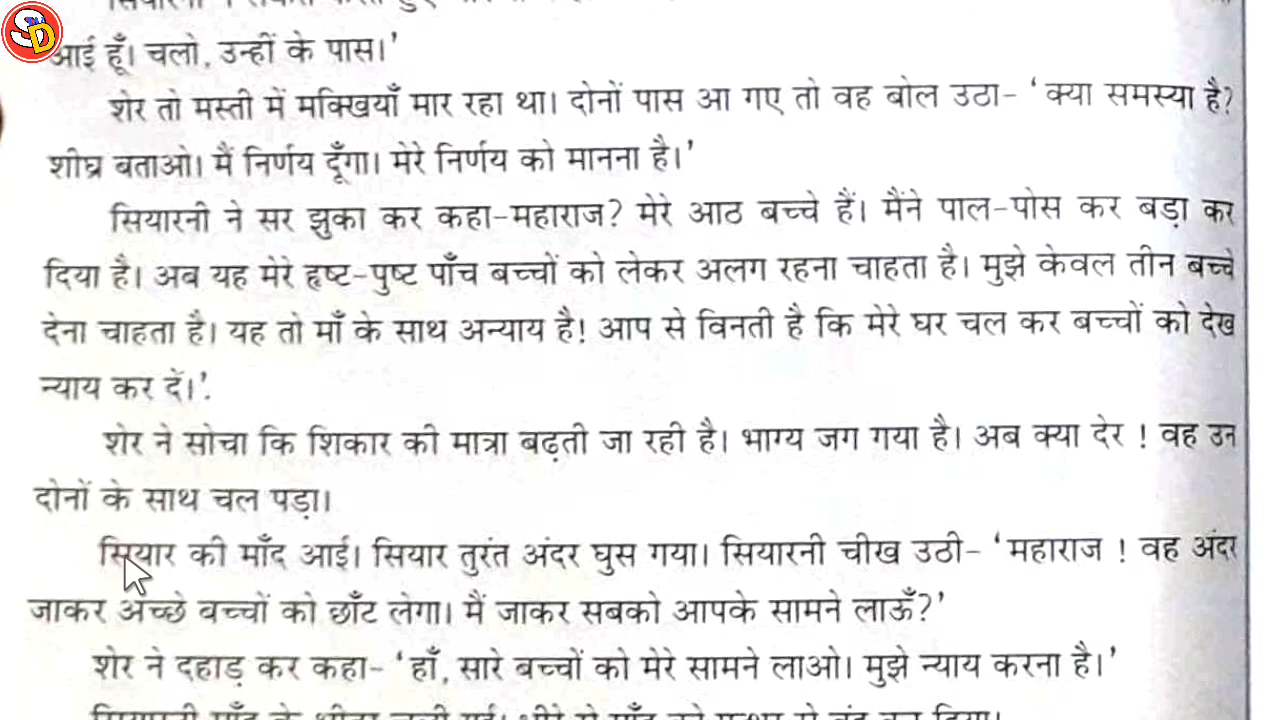 SD
आई हूँ। चलो, उन्हीं के पास।'
शेर तो मस्ती में मक्खियाँ मार रहा था। दोनों पास आ गए तो वह बोल उठा- 'क्या समस्या है?
शीघ्र बताओ। मैं निर्णय दूँगा। मेरे निर्णय को मानना है।'
सियारनी ने सर झुका कर कहा-महाराज? मेरे आठ बच्चे हैं। मैंने पाल-पोस कर बड़ा कर
दिया है। अब यह मेरे हृष्ट-पुष्ट पाँच बच्चों को लेकर अलग रहना चाहता है। मुझे केवल तीन बच्चे
देना चाहता है। यह तो माँ के साथ अन्याय है! आप से विनती है कि मेरे घर चल कर बच्चों को देख
न्याय कर दें।'.
शेर ने सोचा कि शिकार की मात्रा बढ़ती जा रही है। भाग्य जग गया है। अब क्या देर ! वह उन
दोनों के साथ चल पड़ा।
सियार की माँद आई। सियार तुरंत अंदर घुस गया। सियारनी चीख उठी- 'महाराज ! वह अंदर
जाकर अच्छे बच्चों को छाँट लेगा। मैं जाकर सबको आपके सामने लाऊँ?'
शेर ने दहाड़ कर कहा- 'हाँ, सारे बच्चों को मेरे सामने लाओ। मुझे न्याय करना है।'